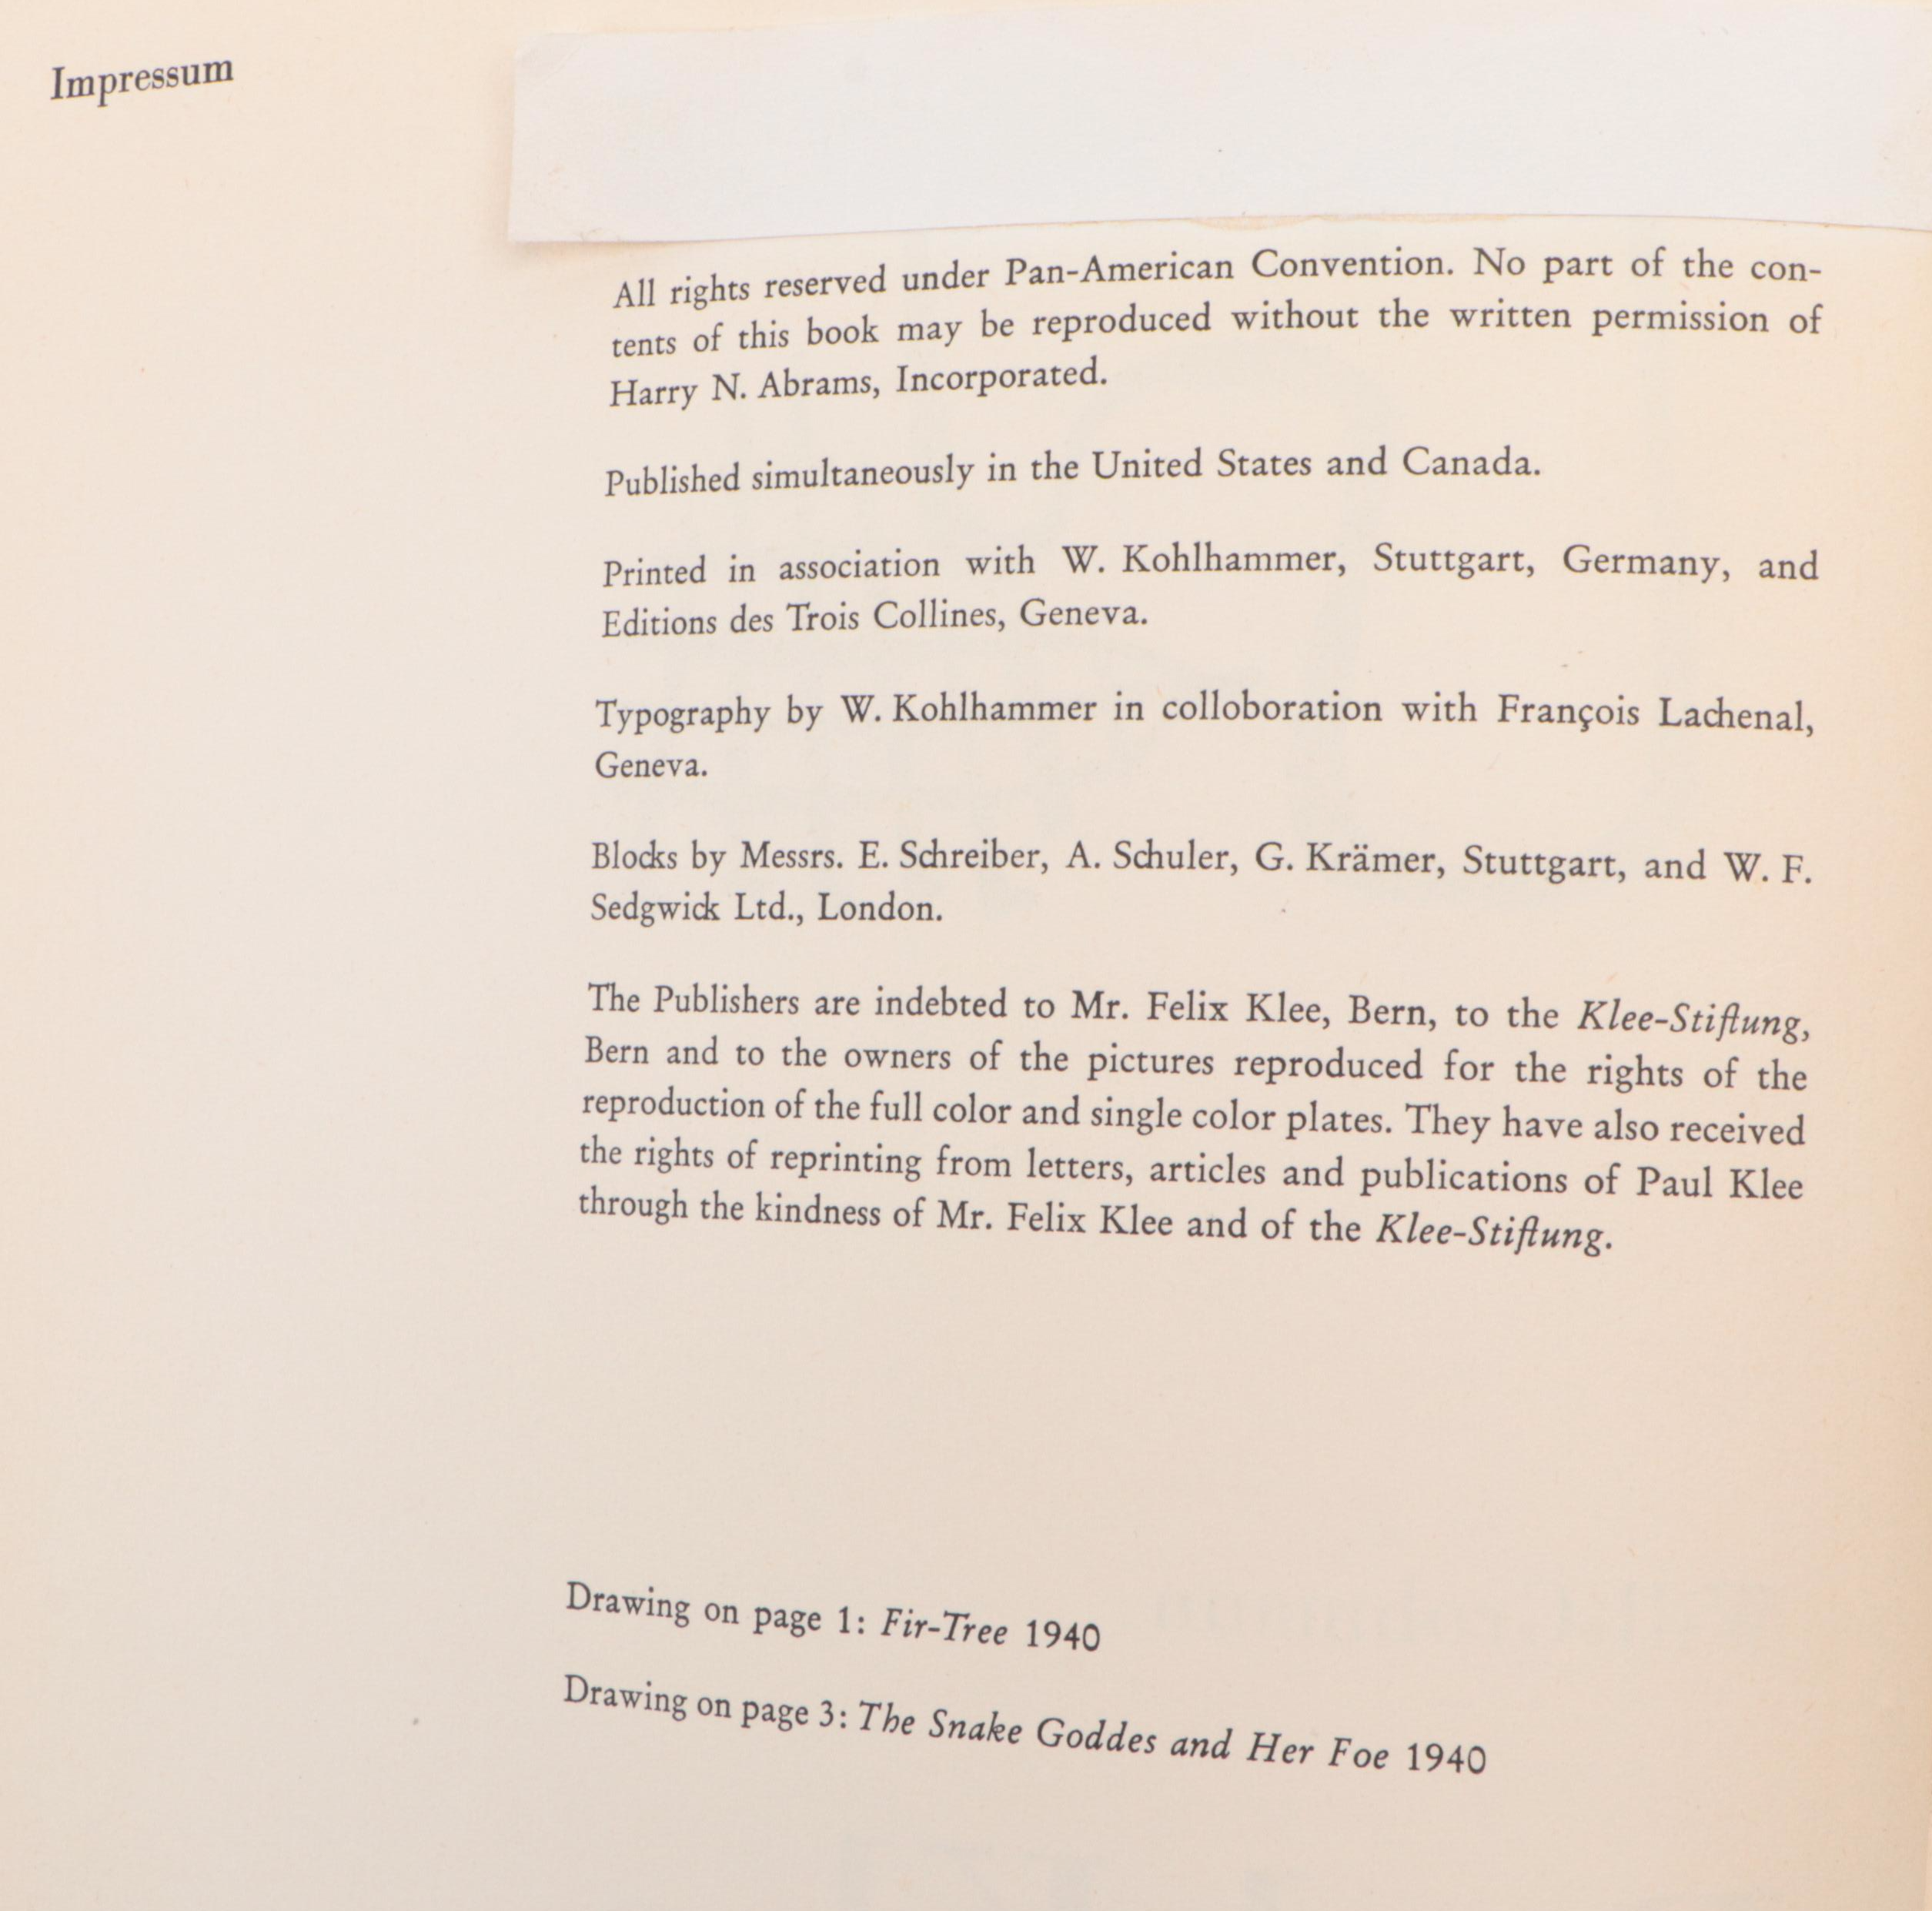 Impressum
All rights reserved under Pan-American Convention. No part of the con-
tents of this book may be reproduced without the written permission of
Harry N. Abrams, Incorporated.
Published simultaneously in the United States and Canada.
Printed in association with W. Kohlhammer, Stuttgart, Germany, and
Editions des Trois Collines, Geneva.
Typography by W. Kohlhammer in colloboration with François Lachenal,
Geneva.
Blocks by Messrs. E. Schreiber, A. Schuler, G. Krämer, Stuttgart, and W. F.
Sedgwick Ltd., London.
The Publishers are indebted to Mr. Felix Klee, Bern, to the Klee-Stiftung,
Bern and to the owners of the pictures reproduced for the rights of the
reproduction of the full color and single color plates. They have also received
the rights of reprinting from letters, articles and publications of Paul Klee
through the kindness of Mr. Felix Klee and of the Klee-Stiftung.
Drawing on page 1: Fir-Tree 1940
Drawing on page 3: The Snake Goddes and Her Foe 1940